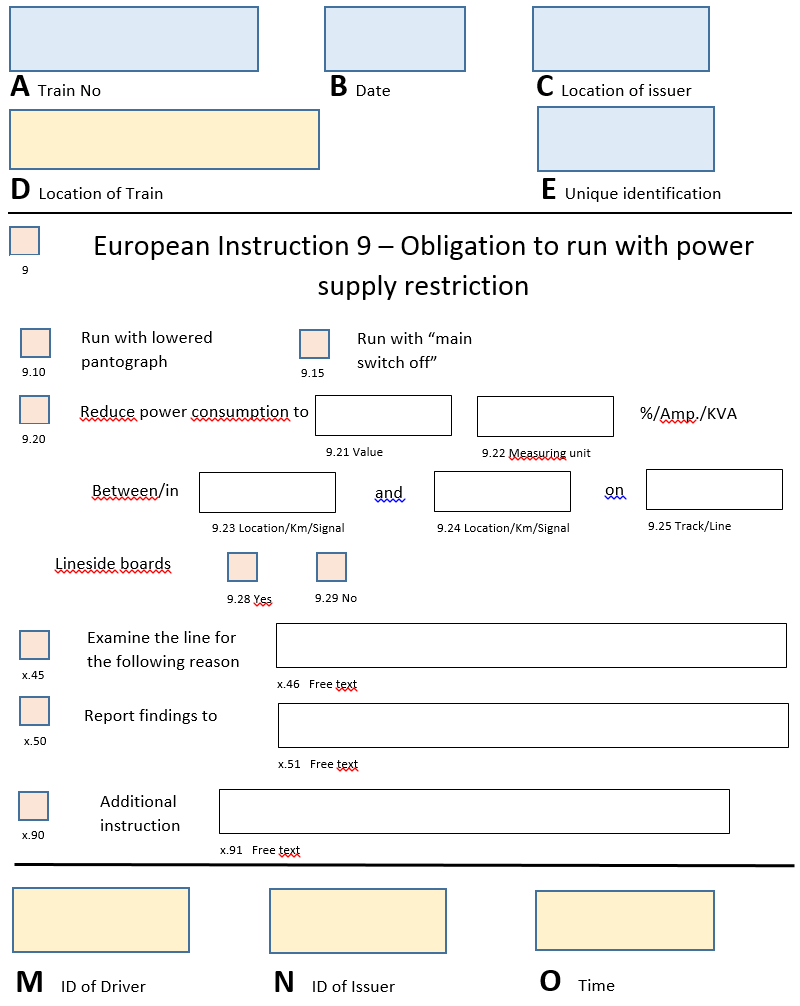 A Train No
B Date
C Location of issuer
D Location of Train
E Unique identification
9
European Instruction 9 – Obligation to run with power
supply restriction
9.10
Run with lowered
pantograph
9.15
Run with “main
switch off”
9.20
Reduce power consumption to
%/Amp./KVA
9.21 Value
9.22 Measuring unit
Between/in
and
on
9.23 Location/Km/Signal
9.24 Location/Km/Signal
9.25 Track/Line
Lineside boards
9.28 Yes
9.29 No
x.45
Examine the line for
the following reason
x.46 Free text
x.50
Report findings to
x.51 Free text
x.90
Additional
instruction
x.91 Free text
M ID of Driver
N ID of Issuer
O Time